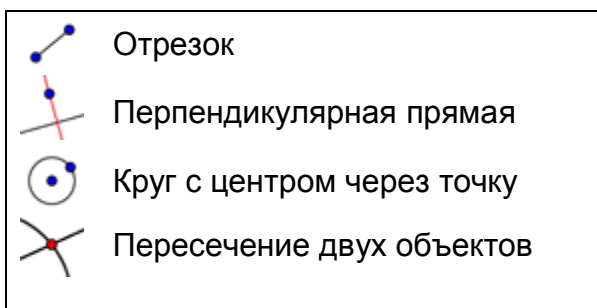 Отрезок
Перпендикулярная прямая
Круг с центром через точку
Пересечение двух объектов